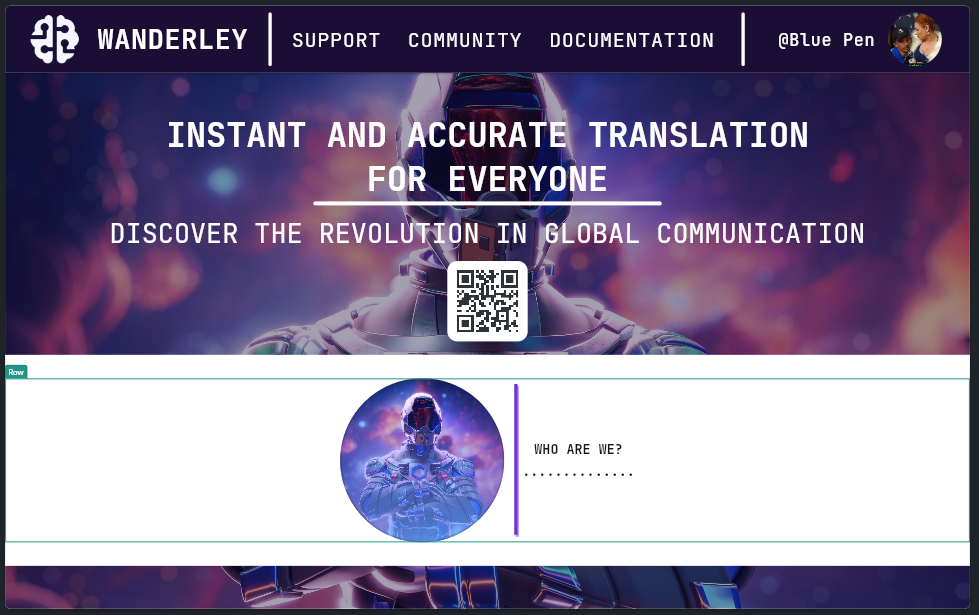 WANDERLEY
SUPPORT COMMUNITY DOCUMENTATION
@Blue Pen
INSTANT AND ACCURATE TRANSLATION
FOR EVERYONE
DISCOVER THE REVOLUTION IN GLOBAL COMMUNICATION
Row
WHO ARE WE?
..............